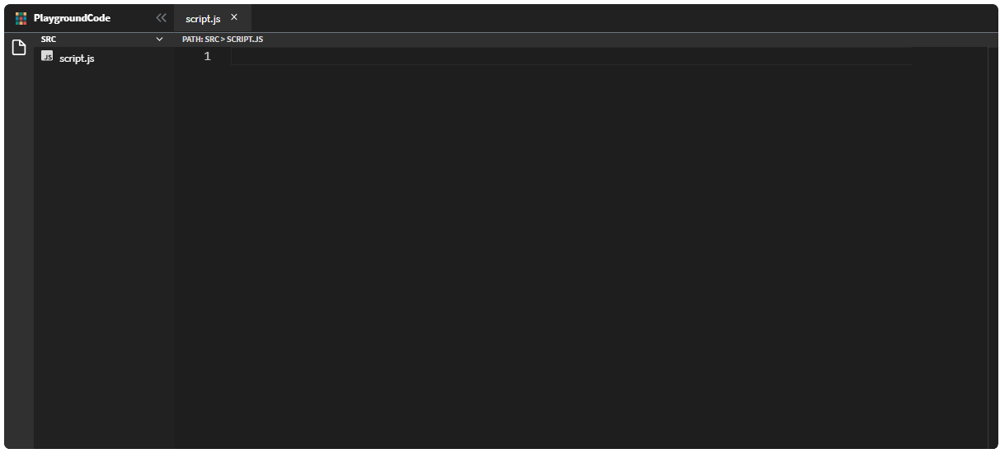 PlaygroundCode
script.js
SRC
PATH: SRC > SCRIPT.JS
JS script.js
1